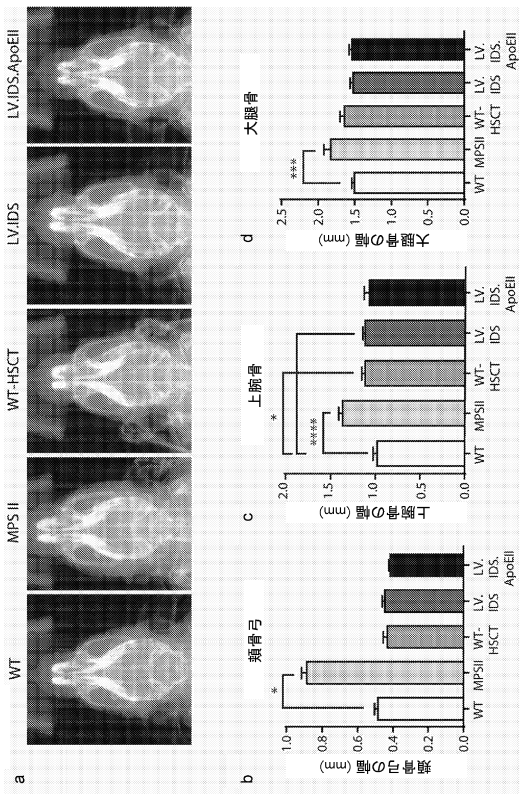 a
WT
MPS II
WT-HSCT
LV.IDS
LV.IDS.ApoEII
b
頬骨弓
頬骨弓の幅 (mm)
1.0
0.8
0.6
0.4
0.2
0.0
*
WT
MPSII
WT-
HSCT
LV.
IDS
LV.
IDS.
ApoEII
c
上腕骨
上腕骨の幅 (mm)
2.0
1.5
1.0
0.5
0.0
*
****
WT
MPSII
WT-
HSCT
LV.
IDS
LV.
IDS.
ApoEII
d
大腿骨
大腿骨の幅 (mm)
2.5
2.0
1.5
1.0
0.5
0.0
***
WT
MPSII
WT-
HSCT
LV.
IDS
LV.
IDS.
ApoEII